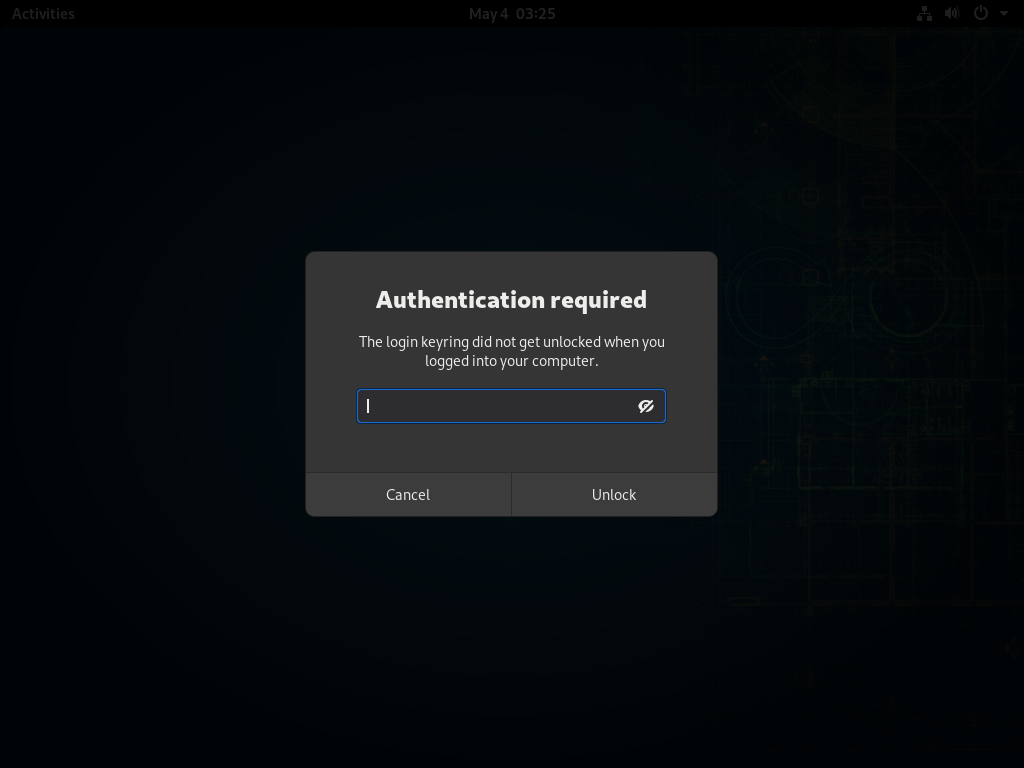 Activities
May 4 03:25
Authentication required
The login keyring did not get unlocked when you
logged into your computer.
Cancel
Unlock